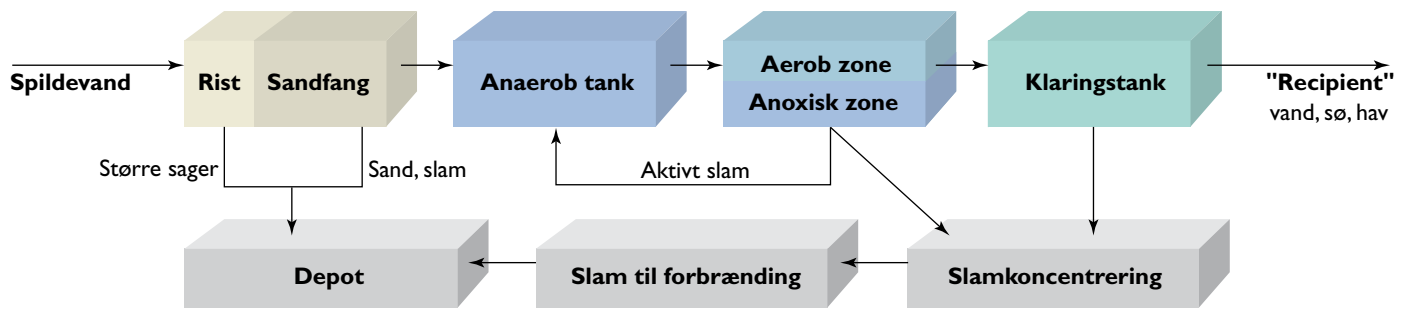 Spildevand
Rist
Sandfang
Anaerob tank
Aerob zone
Anoxisk zone
Klaringstank
"Recipient"
vand, sø, hav
Større sager
Sand, slam
Aktivt slam
Depot
Slam til forbrænding
Slamkoncentrering